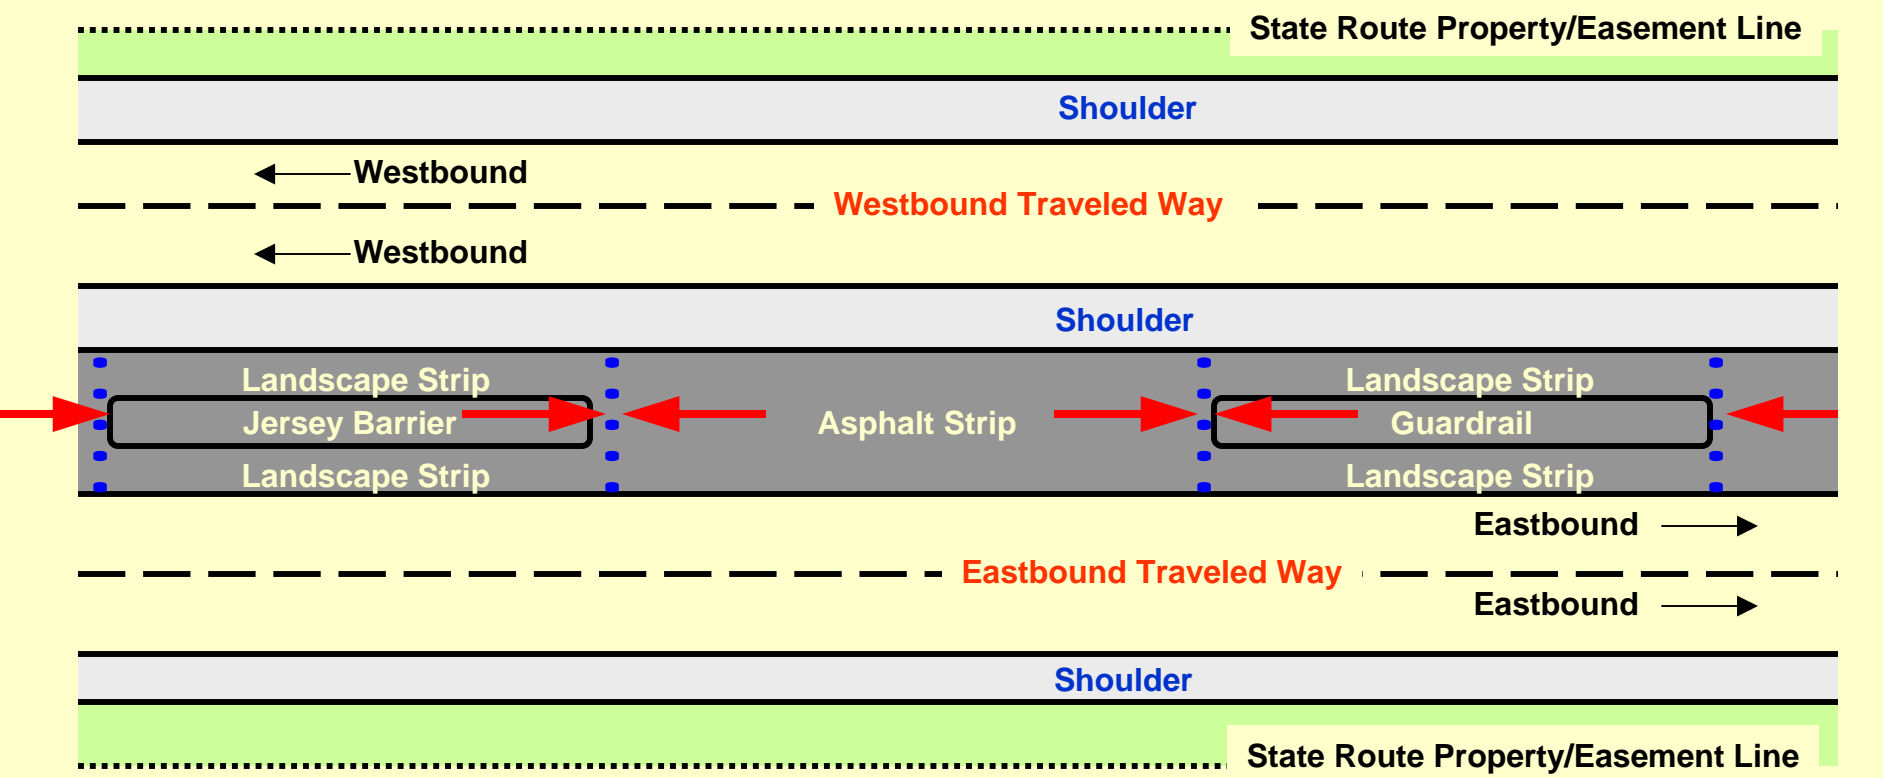 State Route Property/Easement Line
Shoulder
Westbound
Westbound Traveled Way
Westbound
Shoulder
Landscape Strip
Landscape Strip
Jersey Barrier
Asphalt Strip
Guardrail
Landscape Strip
Landscape Strip
Eastbound
Eastbound Traveled Way
Eastbound
Shoulder
State Route Property/Easement Line